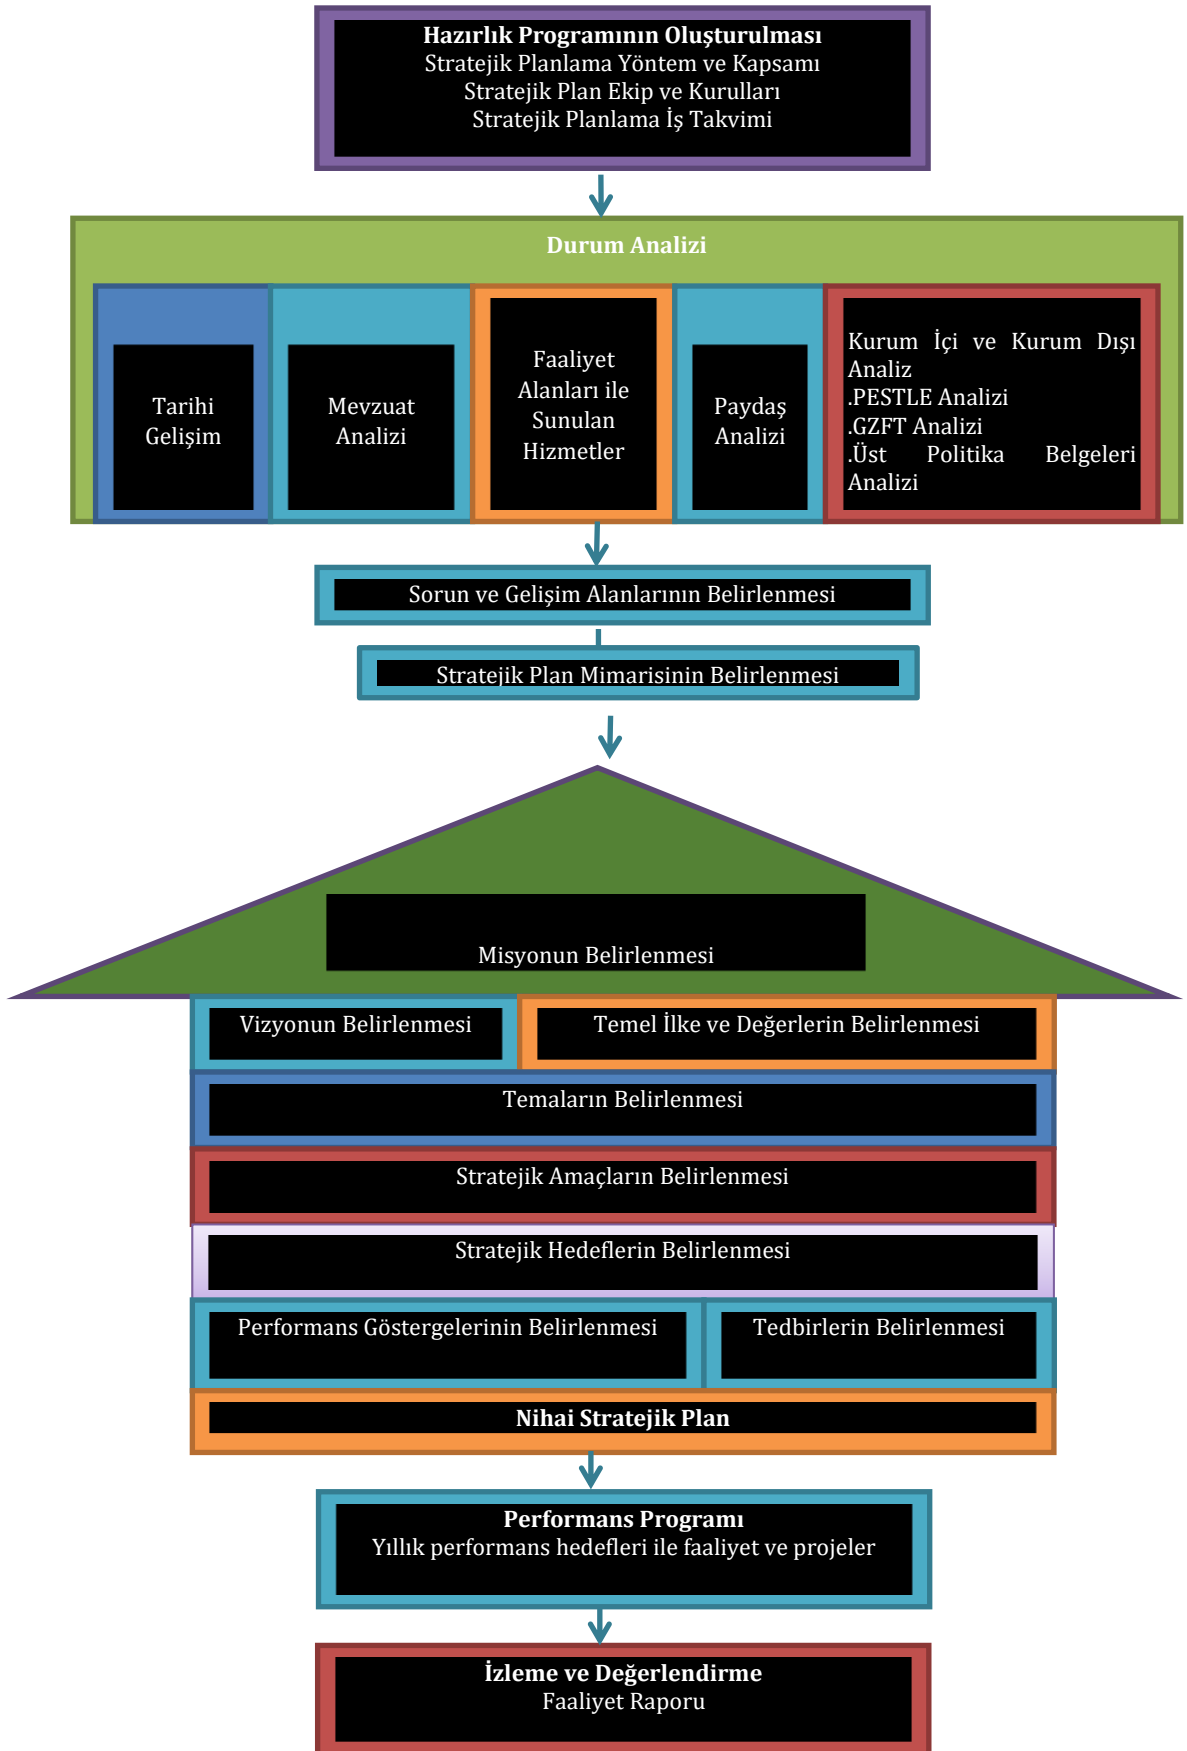 Hazırlık Programının Oluşturulması
Stratejik Planlama Yöntem ve Kapsamı
Stratejik Plan Ekip ve Kurulları
Stratejik Planlama İş Takvimi
Durum Analizi
Tarihi
Gelişim
Mevzuat
Analizi
Faaliyet
Alanları ile
Sunulan
Hizmetler
Paydaş
Analizi
Kurum İçi ve Kurum Dışı
Analiz
.PESTLE Analizi
.GZFT Analizi
.Üst Politika Belgeleri
Analizi
Sorun ve Gelişim Alanlarının Belirlenmesi
Stratejik Plan Mimarisinin Belirlenmesi
Misyonun Belirlenmesi
Vizyonun Belirlenmesi
Temel İlke ve Değerlerin Belirlenmesi
Temaların Belirlenmesi
Stratejik Amaçların Belirlenmesi
Stratejik Hedeflerin Belirlenmesi
Performans Göstergelerinin Belirlenmesi
Tedbirlerin Belirlenmesi
Nihai Stratejik Plan
Performans Programı
Yıllık performans hedefleri ile faaliyet ve projeler
İzleme ve Değerlendirme
Faaliyet Raporu